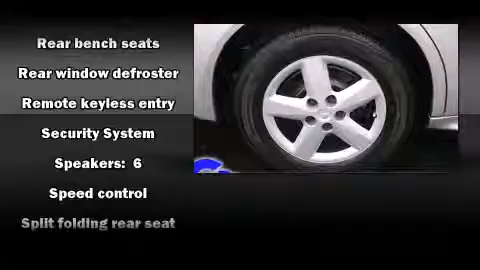 Rear bench seats
Rear window defroster
Remote keyless entry
Security System
Speakers: 6
Speed control
Split folding rear seat